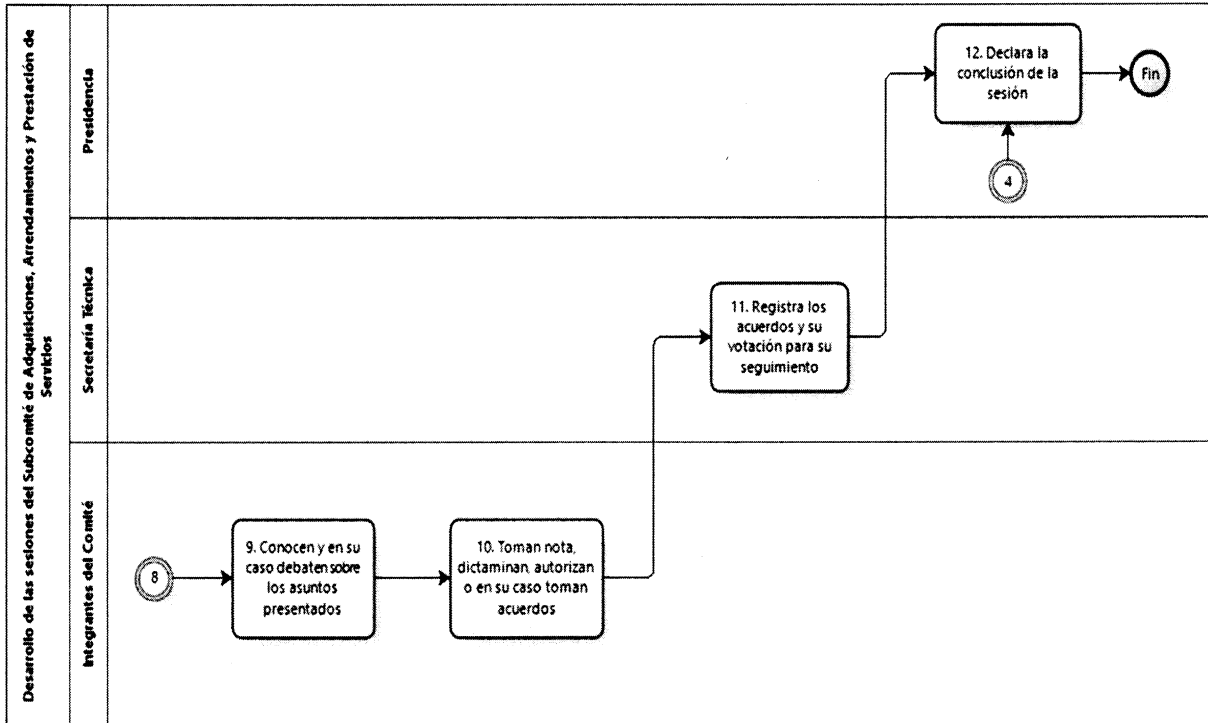 Desarrollo de las sesiones del Subcomité de Adquisiciones, Arrendamientos y Prestación de
Servicios
Presidencia
12. Declara la
conclusión de la
sesión
Fin
4
Secretaría Técnica
11. Registra los
acuerdos y su
votación para su
seguimiento
Integrantes del Comité
8
9. Conocen y en su
caso debaten sobre
los asuntos
presentados
10. Toman nota,
dictaminan, autorizan
o en su caso toman
acuerdos